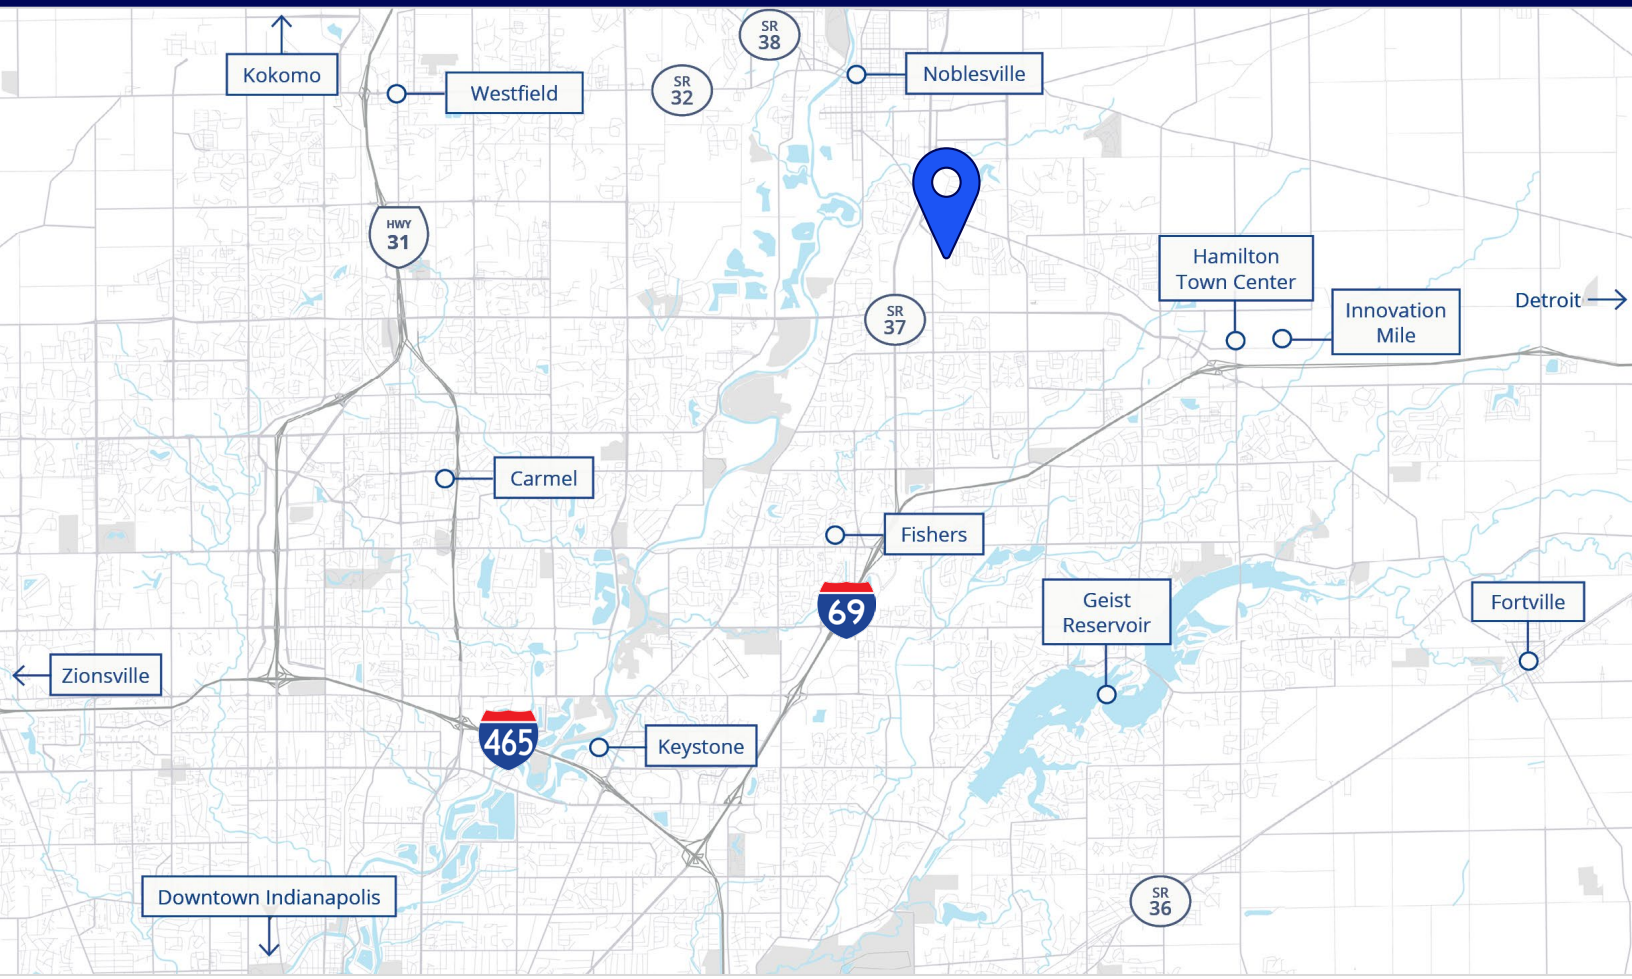 SR
38
Kokomo
Westfield
SR
32
Noblesville
HWY
31
Hamilton
Town Center
Innovation
Mile
Detroit
SR
37
Carmel
Fishers
69
Geist
Reservoir
Fortville
Zionsville
465
Keystone
Downtown Indianapolis
SR
36